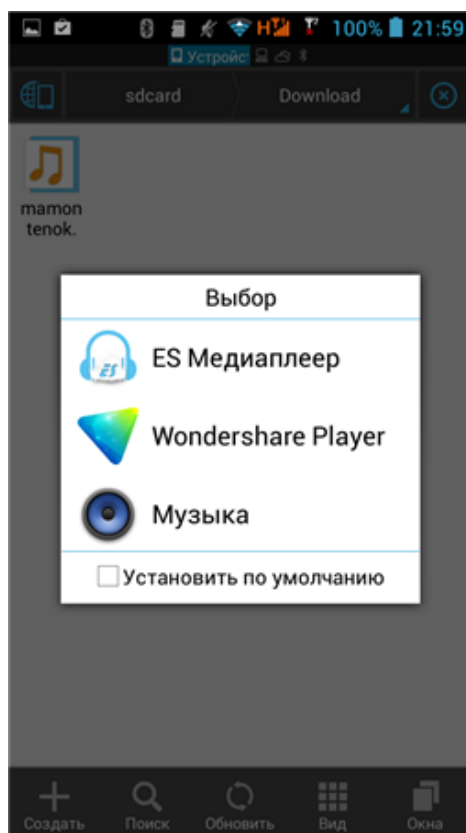 H 100% 21:59
Устройс
sdcard Download
mamon
tenok.
Выбор
ES Медиаплеер
Wondershare Player
Музыка
Установить по умолчанию
Создать Поиск Обновить Вид Окна